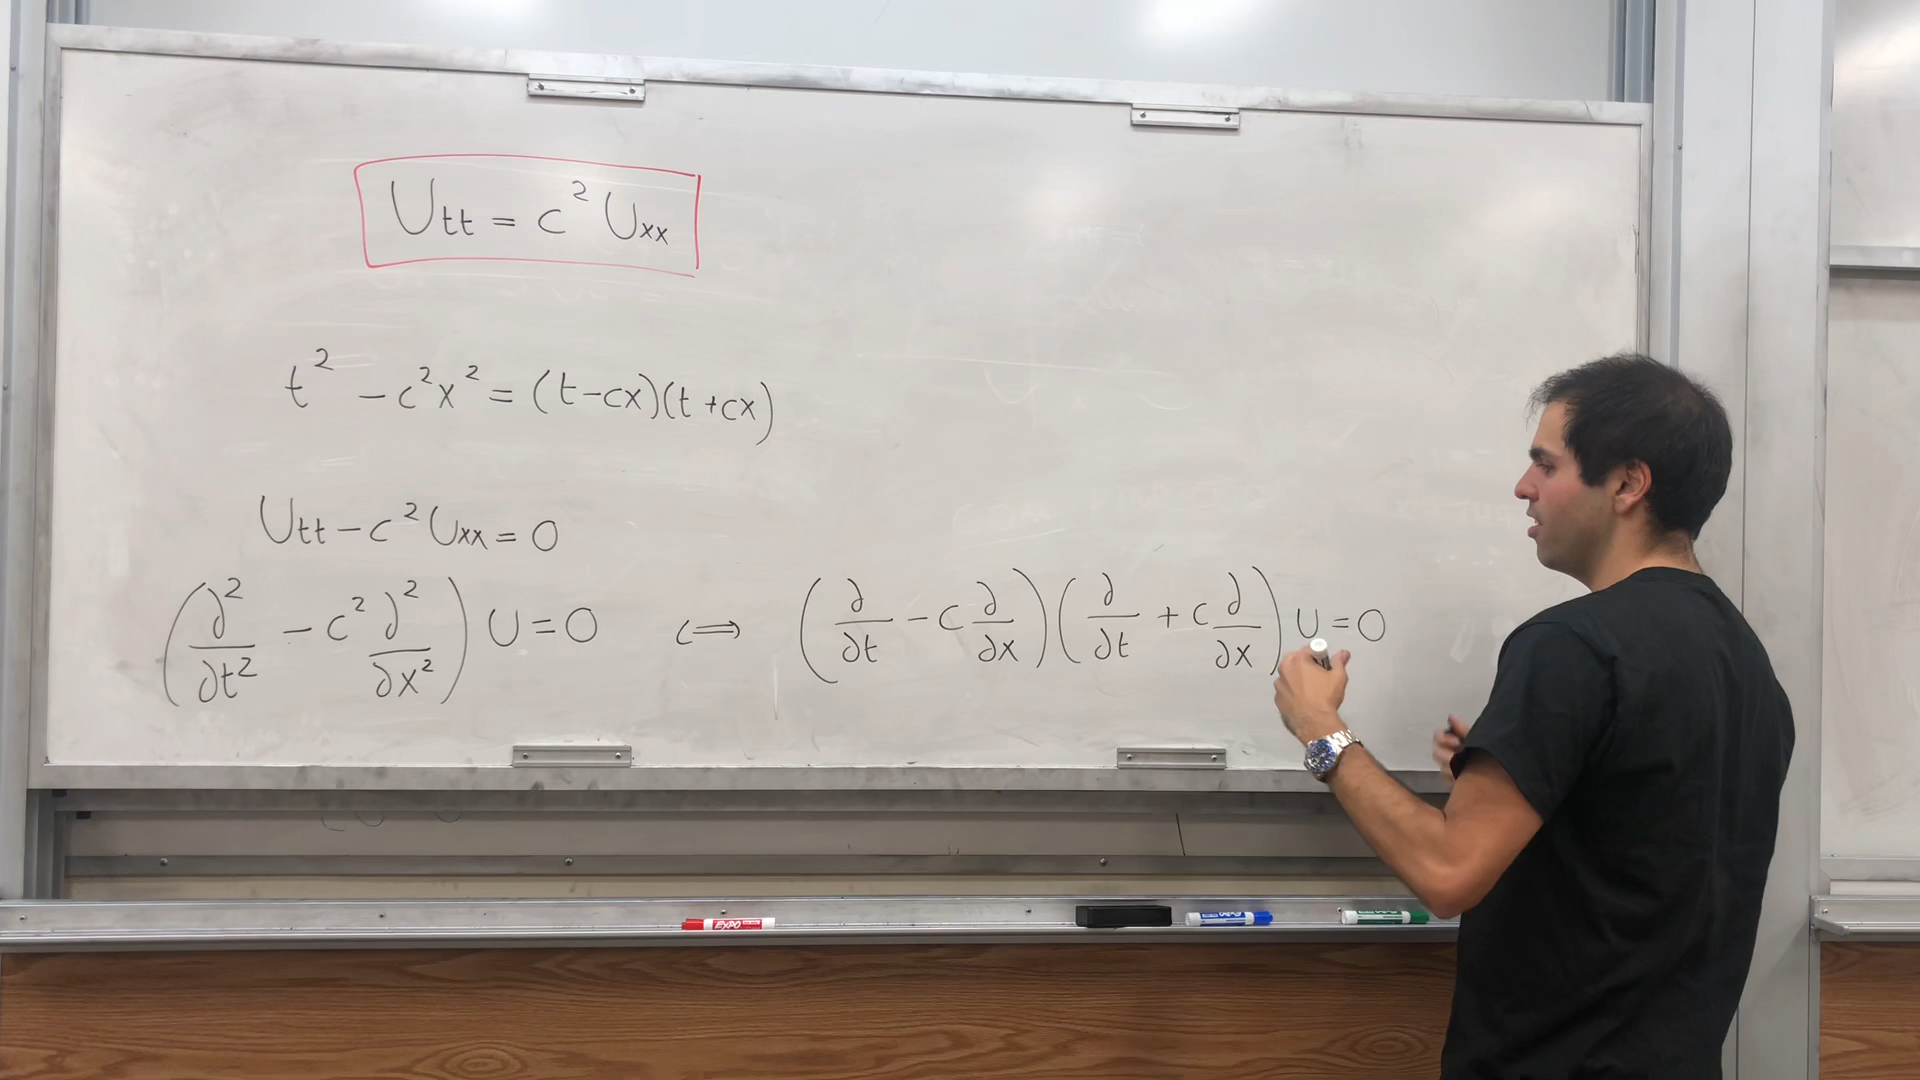 Utt = c² Uxx
t² - c²x² = (t-cx)(t+cx)
Utt - c² Uxx = 0
(∂²/∂t² - c² ∂²/∂x²) U = 0 ⟺ (∂/∂t - c ∂/∂x)(∂/∂t + c ∂/∂x) U = 0
EXPO